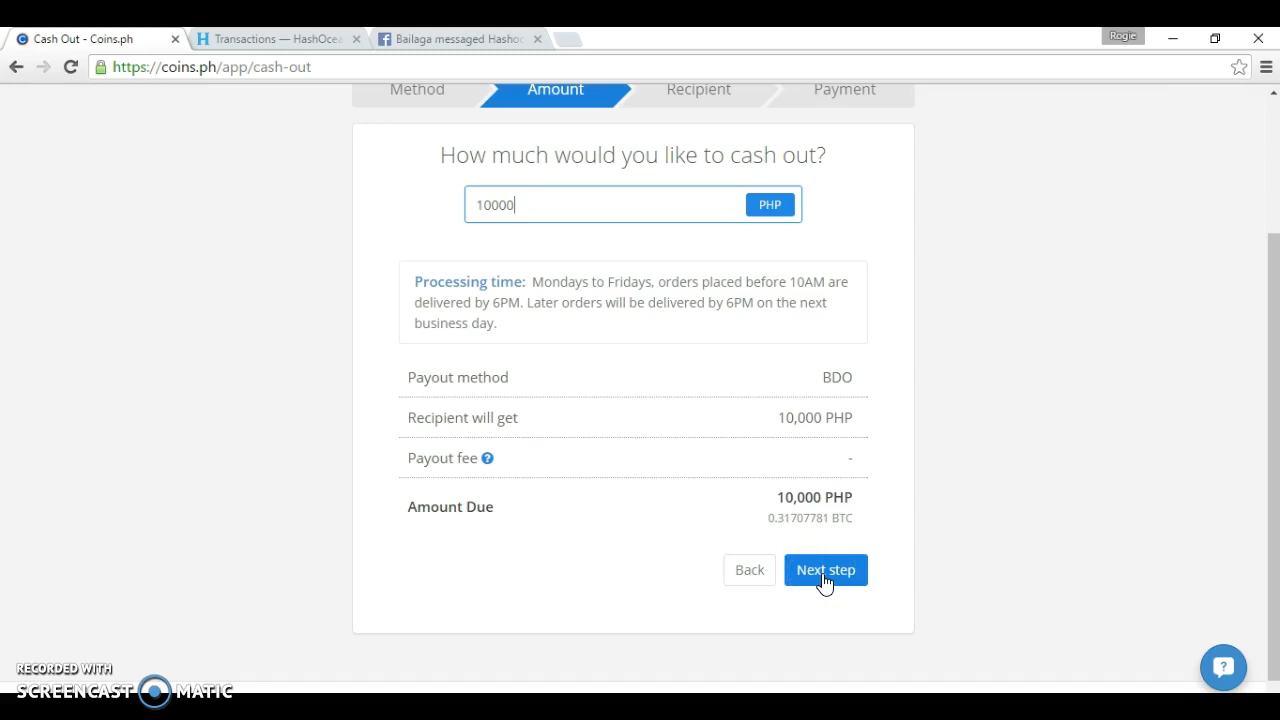 Cash Out - Coins.ph
Transactions — HashOce
Bailaga messaged Hashoc
Rogie
https://coins.ph/app/cash-out
Method
Amount
Recipient
Payment
How much would you like to cash out?
10000
PHP
Processing time: Mondays to Fridays, orders placed before 10AM are
delivered by 6PM. Later orders will be delivered by 6PM on the next
business day.
Payout method BDO
Recipient will get 10,000 PHP
Payout fee ? -
Amount Due 10,000 PHP
0.31707781 BTC
Back
Next step
?
RECORDED WITH
SCREENCAST MATIC